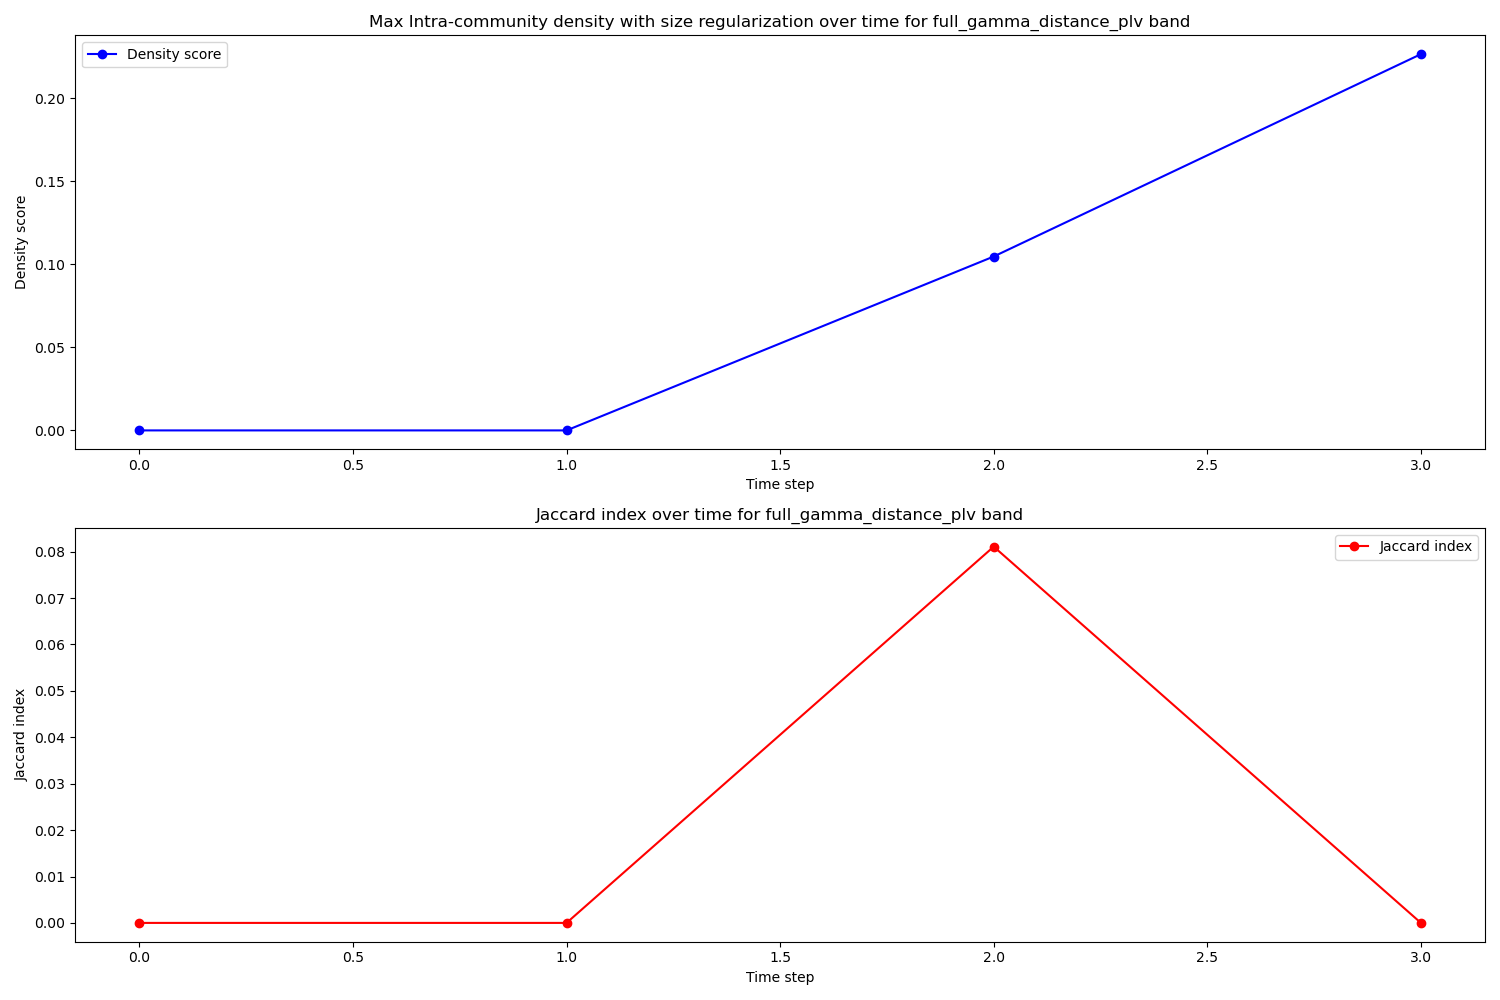 Max Intra-community density with size regularization over time for full_gamma_distance_plv band
Density score
0.20
0.15
0.10
0.05
0.00
Density score
0.0 0.5 1.0 1.5 2.0 2.5 3.0
Time step
Jaccard index over time for full_gamma_distance_plv band
Jaccard index
0.08
0.07
0.06
0.05
0.04
0.03
0.02
0.01
0.00
Jaccard index
0.0 0.5 1.0 1.5 2.0 2.5 3.0
Time step